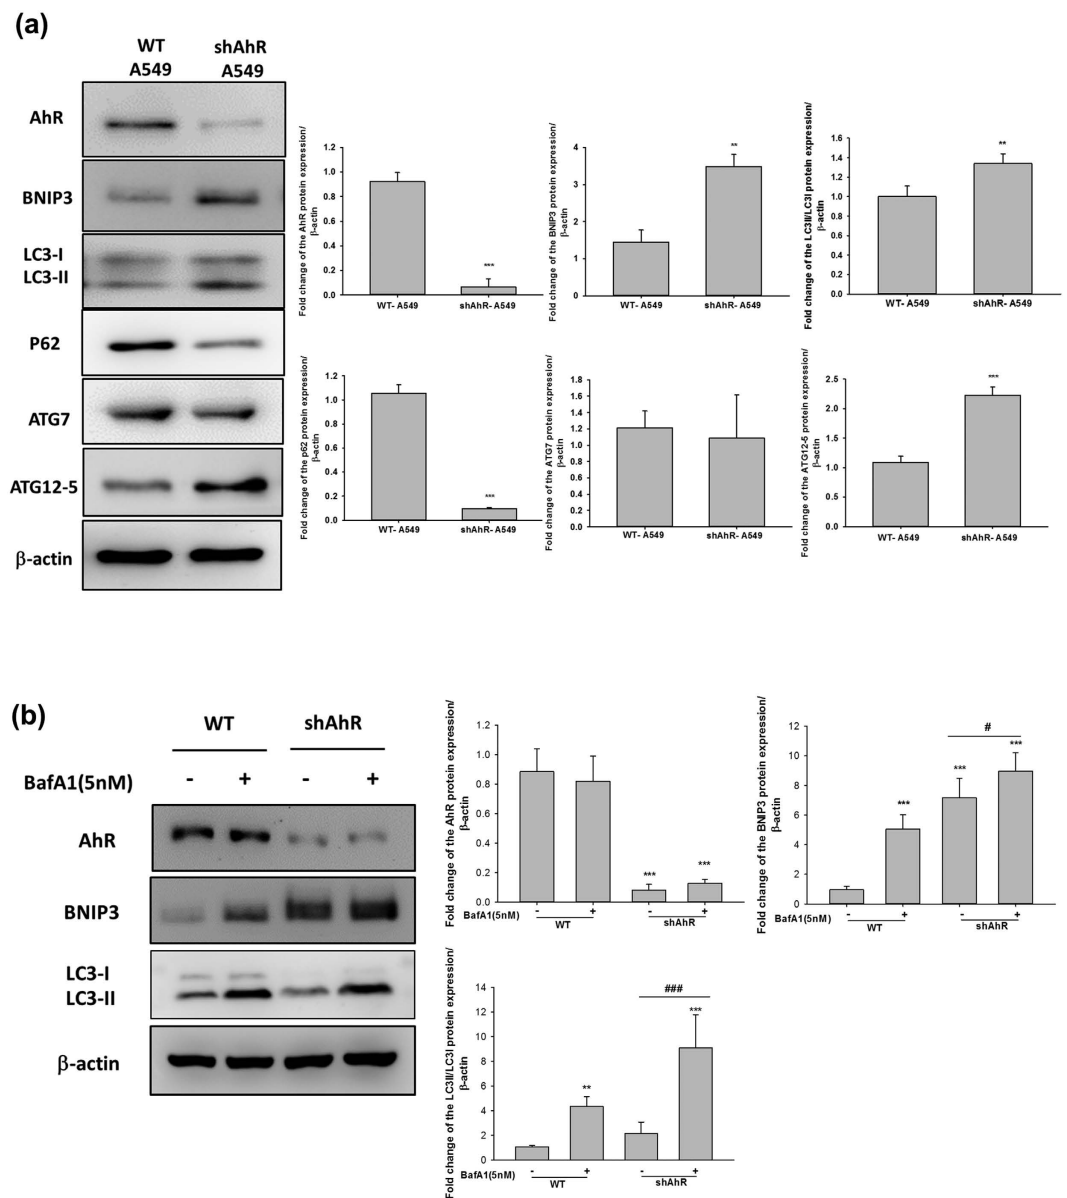 (a)
WT shAhR
A549 A549
AhR
BNIP3
LC3-I
LC3-II
P62
ATG7
ATG12-5
β-actin
Fold change of the AhR protein expression/
β-actin
1.2
1.0
0.8
0.6
0.4
0.2
0.0
***
WT- A549 shAhR- A549
Fold change of the BNIP3 protein expression/
β-actin
4
3
2
1
0
**
WT- A549 shAhR- A549
Fold change of the LC3II/LC3I protein expression/
β-actin
1.6
1.4
1.2
1.0
0.8
0.6
0.4
0.2
0.0
**
WT- A549 shAhR- A549
Fold change of the p62 protein expression/
β-actin
1.2
1.0
0.8
0.6
0.4
0.2
0.0
***
WT- A549 shAhR- A549
Fold change of the ATG7 protein expression/
β-actin
1.8
1.6
1.4
1.2
1.0
0.8
0.6
0.4
0.2
0.0
WT- A549 shAhR- A549
Fold change of the ATG12-5 protein expression/
β-actin
2.5
2.0
1.5
1.0
0.5
0.0
***
WT- A549 shAhR- A549
(b)
WT shAhR
BafA1(5nM) - + - +
AhR
BNIP3
LC3-I
LC3-II
β-actin
Fold change of the AhR protein expression/
β-actin
1.2
1.0
0.8
0.6
0.4
0.2
0.0
*** ***
BafA1(5nM) - + - +
WT shAhR
Fold change of the BNIP3 protein expression/
β-actin
12
10
8
6
4
2
0
#
*** *** ***
BafA1(5nM) - + - +
WT shAhR
Fold change of the LC3II/LC3I protein expression/
β-actin
14
12
10
8
6
4
2
0
###
** ***
BafA1(5nM) - + - +
WT shAhR